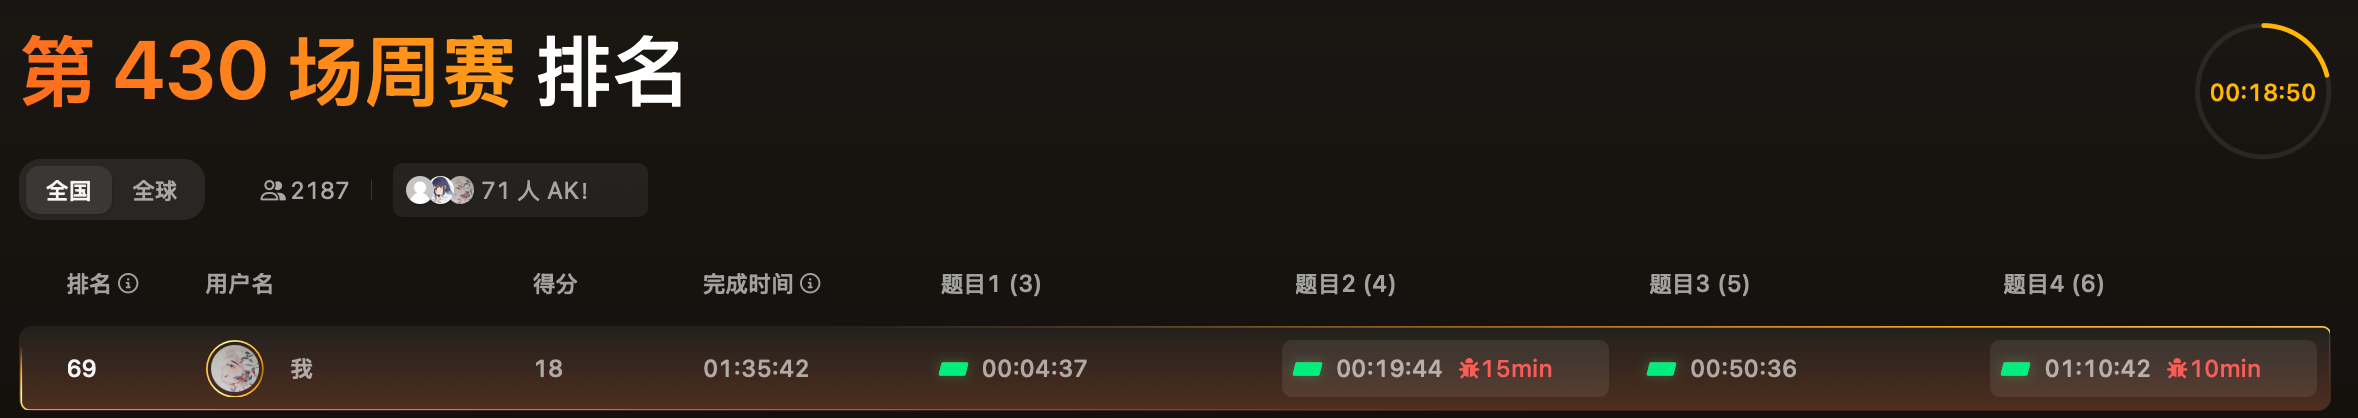 第 430 场周赛 排名
00:18:50
全国 全球 2187 71 人 AK!
排名 用户名 得分 完成时间 题目1 (3) 题目2 (4) 题目3 (5) 题目4 (6)
69 我 18 01:35:42 00:04:37 00:19:44 15min 00:50:36 01:10:42 10min